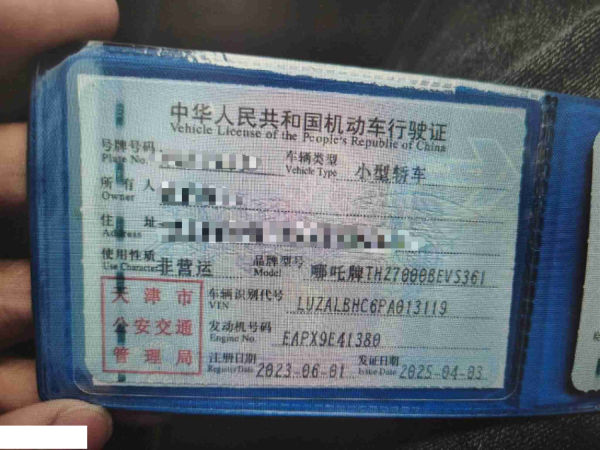 中华人民共和国机动车行驶证
Vehicle License of the People's Republic of China
号牌号码
Plate No.
车辆类型 小型轿车
Vehicle Type
所有人
Owner
住址
Address
使用性质 非营运
Use Character
品牌型号 哪吒牌THZ7000BEVS36I
Model
天津市
公安交通
管理局
车辆识别代号 LUZALBHC6PA013119
VIN
发动机号码 EAPX9E41380
Engine No.
注册日期 2023-06-01
Register Date
发证日期 2025-04-03
Issue Date